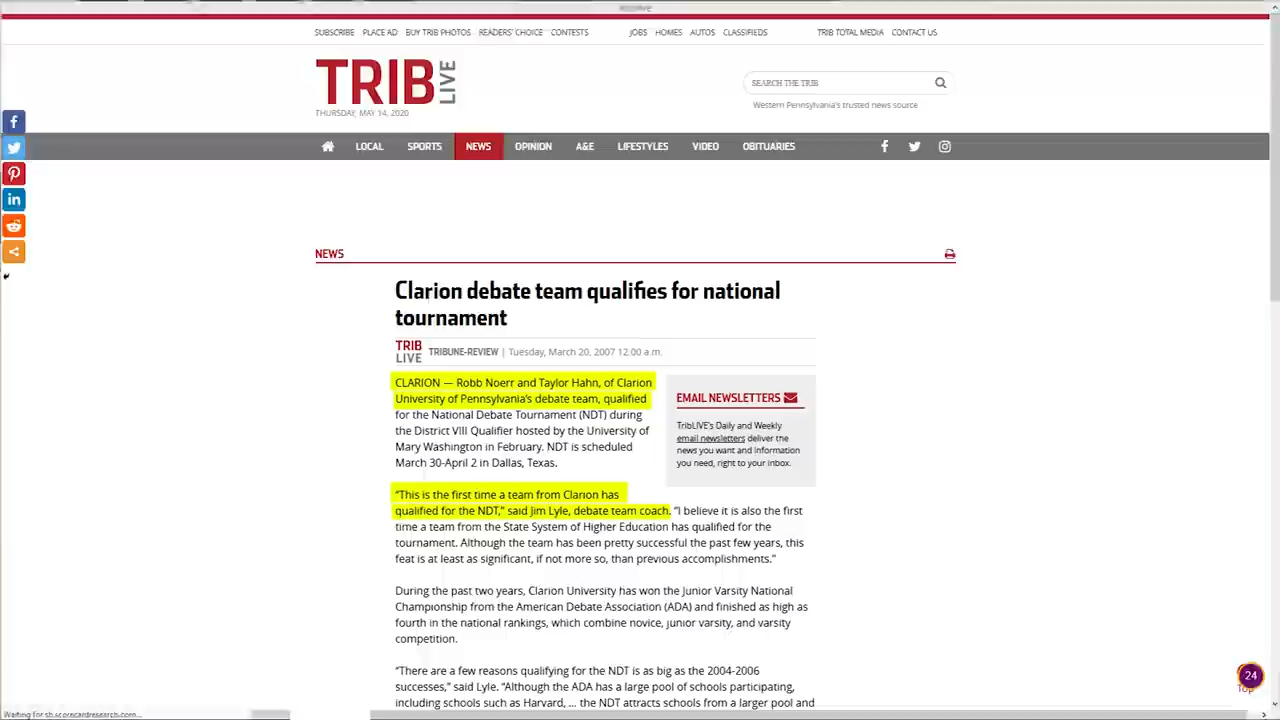 SUBSCRIBE PLACE AD BUY TRIB PHOTOS READERS' CHOICE CONTESTS JOBS HOMES AUTOS CLASSIFIEDS TRIB TOTAL MEDIA CONTACT US
TRIB LIVE
SEARCH THE TRIB
Western Pennsylvania's trusted news source
THURSDAY, MAY 14, 2020
LOCAL SPORTS NEWS OPINION A&E LIFESTYLES VIDEO OBITUARIES
NEWS
Clarion debate team qualifies for national
tournament
TRIB
LIVE
TRIBUNE-REVIEW | Tuesday, March 20, 2007 12:00 a.m.
CLARION — Robb Noerr and Taylor Hahn, of Clarion
University of Pennsylvania's debate team, qualified
for the National Debate Tournament (NDT) during
the District VIII Qualifier hosted by the University of
Mary Washington in February. NDT is scheduled
March 30-April 2 in Dallas, Texas.
EMAIL NEWSLETTERS
TribLIVE's Daily and Weekly
email newsletters deliver the
news you want and information
you need, right to your inbox.
“This is the first time a team from Clarion has
qualified for the NDT,” said Jim Lyle, debate team coach. “I believe it is also the first
time a team from the State System of Higher Education has qualified for the
tournament. Although the team has been pretty successful the past few years, this
feat is at least as significant, if not more so, than previous accomplishments.”
During the past two years, Clarion University has won the Junior Varsity National
Championship from the American Debate Association (ADA) and finished as high as
fourth in the national rankings, which combine novice, junior varsity, and varsity
competition.
“There are a few reasons qualifying for the NDT is as big as the 2004-2006
successes,” said Lyle. “Although the ADA has a large pool of schools participating,
including schools such as Harvard, ... the NDT attracts schools from a larger pool and
24
Top
Waiting for sb.scorecardresearch.com...